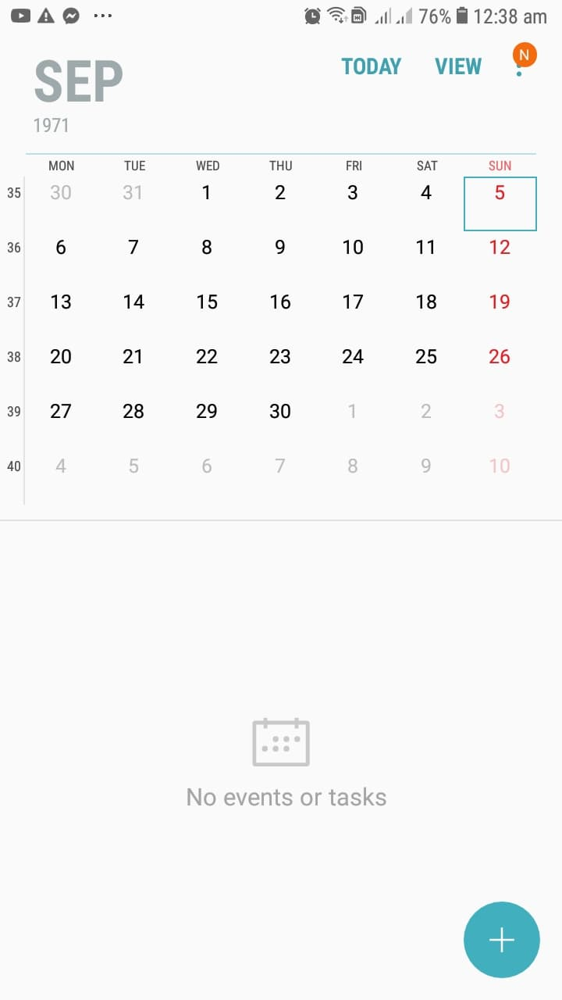 76% 12:38 am
SEP TODAY VIEW N
1971
MON TUE WED THU FRI SAT SUN
35 30 31 1 2 3 4 5
36 6 7 8 9 10 11 12
37 13 14 15 16 17 18 19
38 20 21 22 23 24 25 26
39 27 28 29 30 1 2 3
40 4 5 6 7 8 9 10
No events or tasks